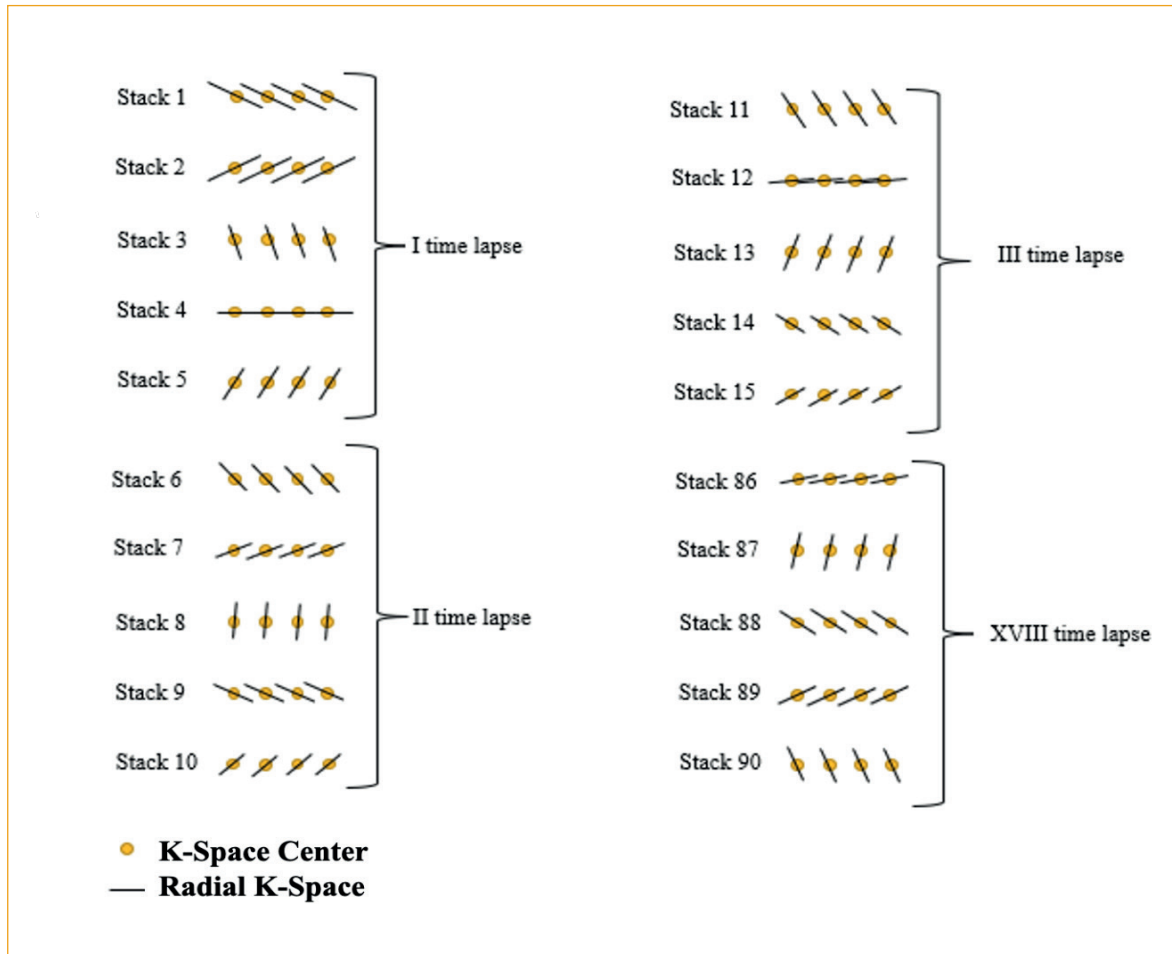 Stack 1
Stack 2
Stack 3
Stack 4
Stack 5
I time lapse
Stack 6
Stack 7
Stack 8
Stack 9
Stack 10
II time lapse
Stack 11
Stack 12
Stack 13
Stack 14
Stack 15
III time lapse
Stack 86
Stack 87
Stack 88
Stack 89
Stack 90
XVIII time lapse
K-Space Center
Radial K-Space